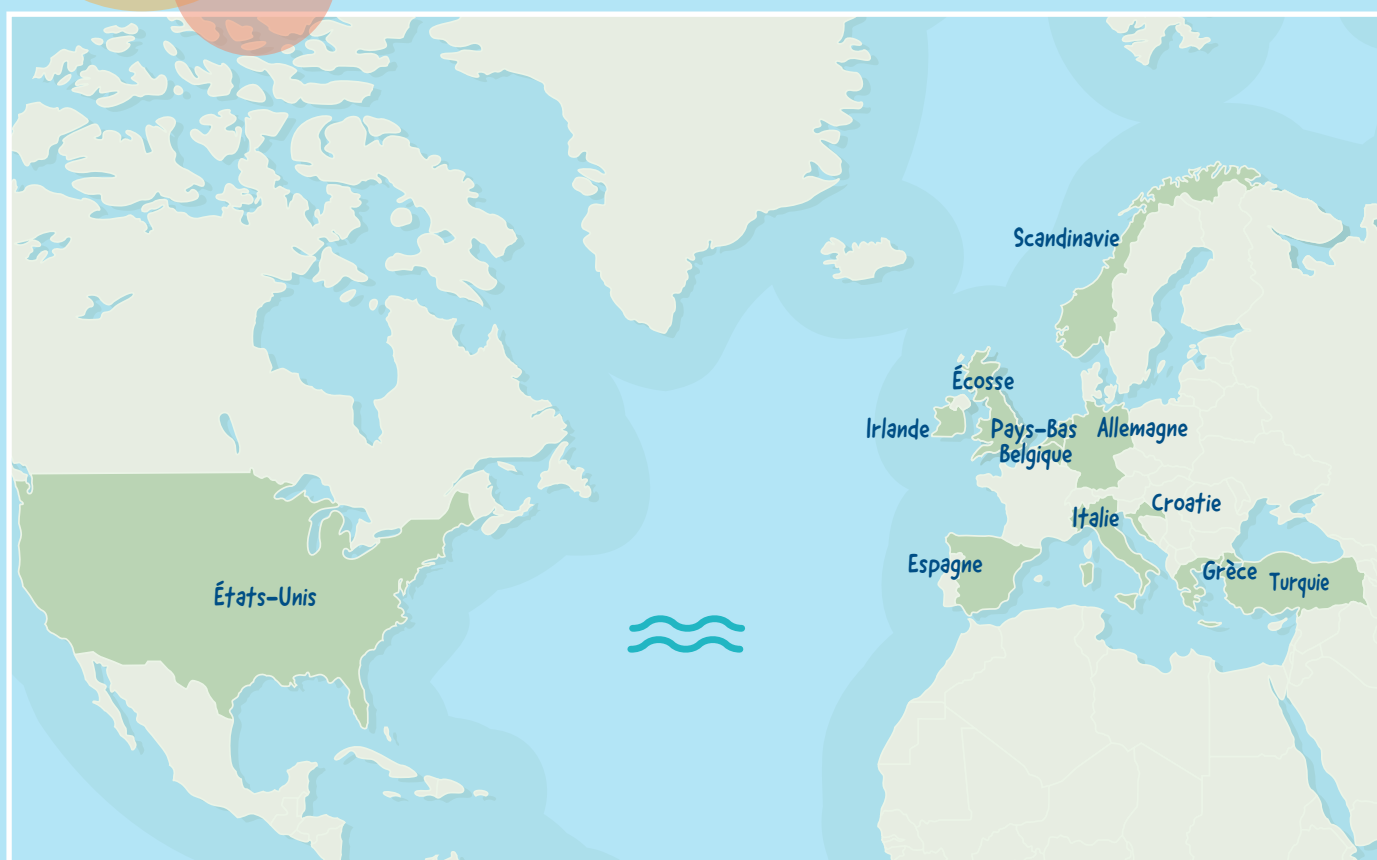 Scandinavie
Écosse
Irlande
Pays-Bas
Allemagne
Belgique
Croatie
Italie
Espagne
Grèce
Turquie
États-Unis